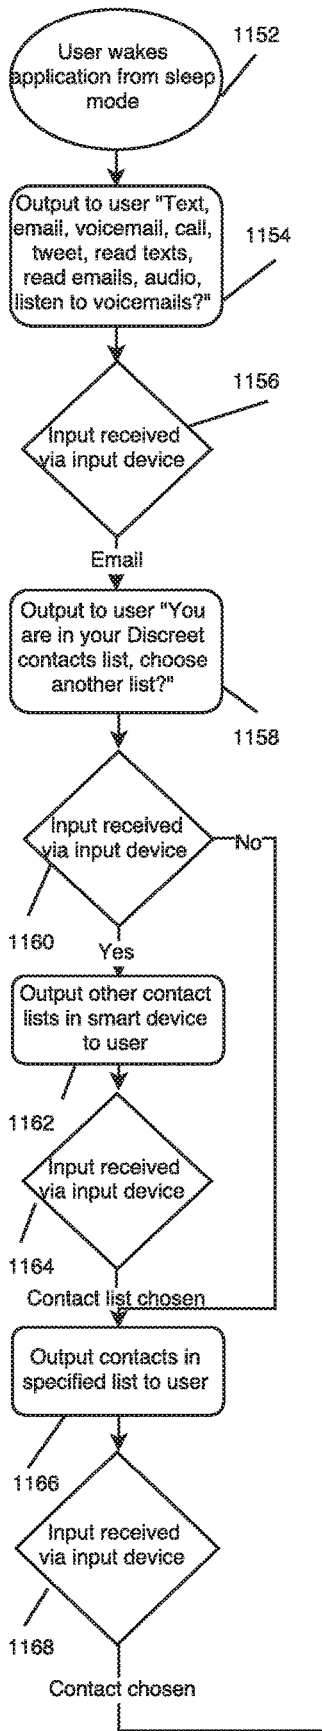 User wakes
application from sleep
mode
1152
Output to user "Text,
email, voicemail, call,
tweet, read texts,
read emails, audio,
listen to voicemails?"
1154
1156
Input received
via input device
Email
Output to user "You
are in your Discreet
contacts list, choose
another list?"
1158
Input received
via input device
No
1160
Yes
Output other contact
lists in smart device
to user
1162
Input received
via input device
1164
Contact list chosen
Output contacts in
specified list to user
1166
Input received
via input device
1168
Contact chosen